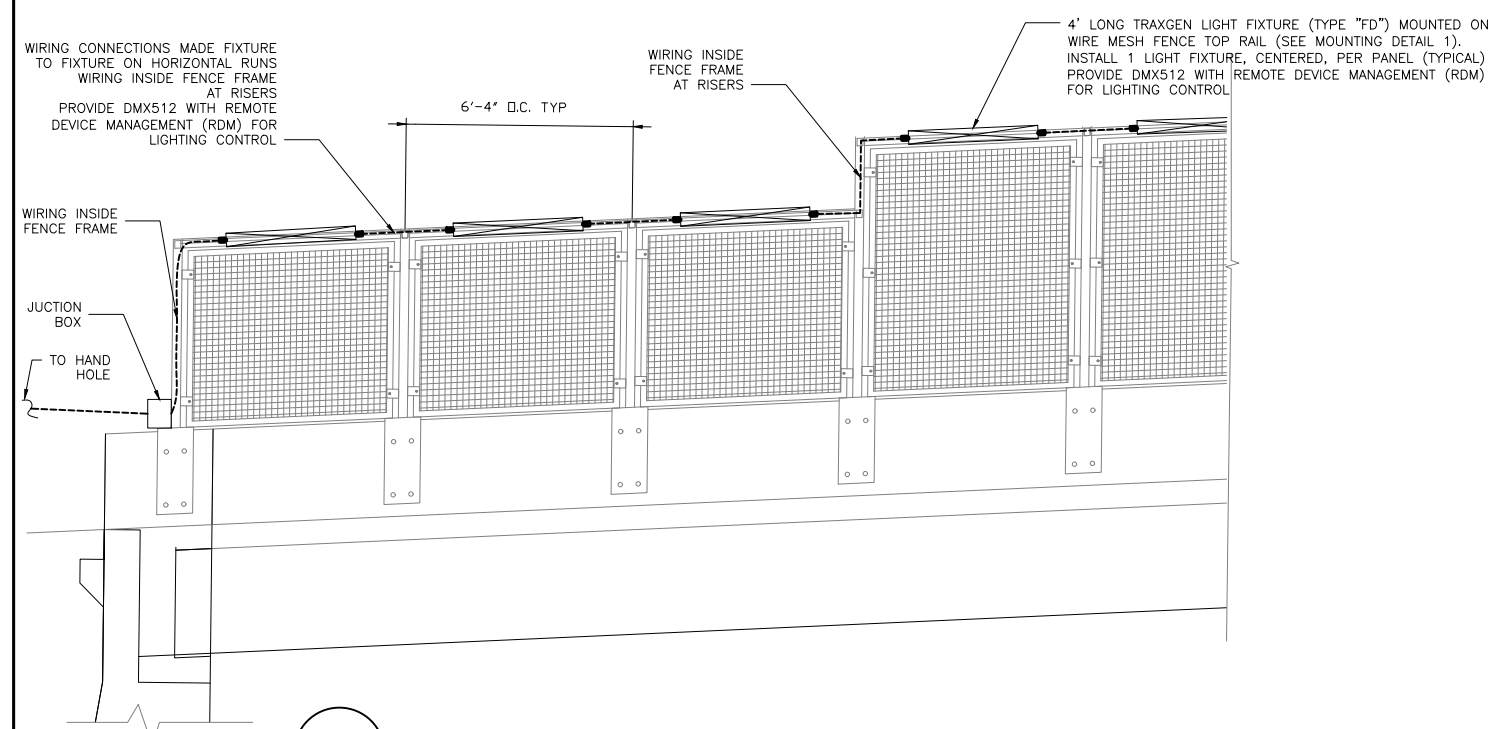 WIRING CONNECTIONS MADE FIXTURE
TO FIXTURE ON HORIZONTAL RUNS
WIRING INSIDE FENCE FRAME
AT RISERS
PROVIDE DMX512 WITH REMOTE
DEVICE MANAGEMENT (RDM) FOR
LIGHTING CONTROL
6'-4" O.C. TYP
WIRING INSIDE
FENCE FRAME
AT RISERS
4' LONG TRAXGEN LIGHT FIXTURE (TYPE "FD") MOUNTED ON
WIRE MESH FENCE TOP RAIL (SEE MOUNTING DETAIL 1).
INSTALL 1 LIGHT FIXTURE, CENTERED, PER PANEL (TYPICAL)
PROVIDE DMX512 WITH REMOTE DEVICE MANAGEMENT (RDM)
FOR LIGHTING CONTROL
WIRING INSIDE
FENCE FRAME
JUCTION
BOX
TO HAND
HOLE